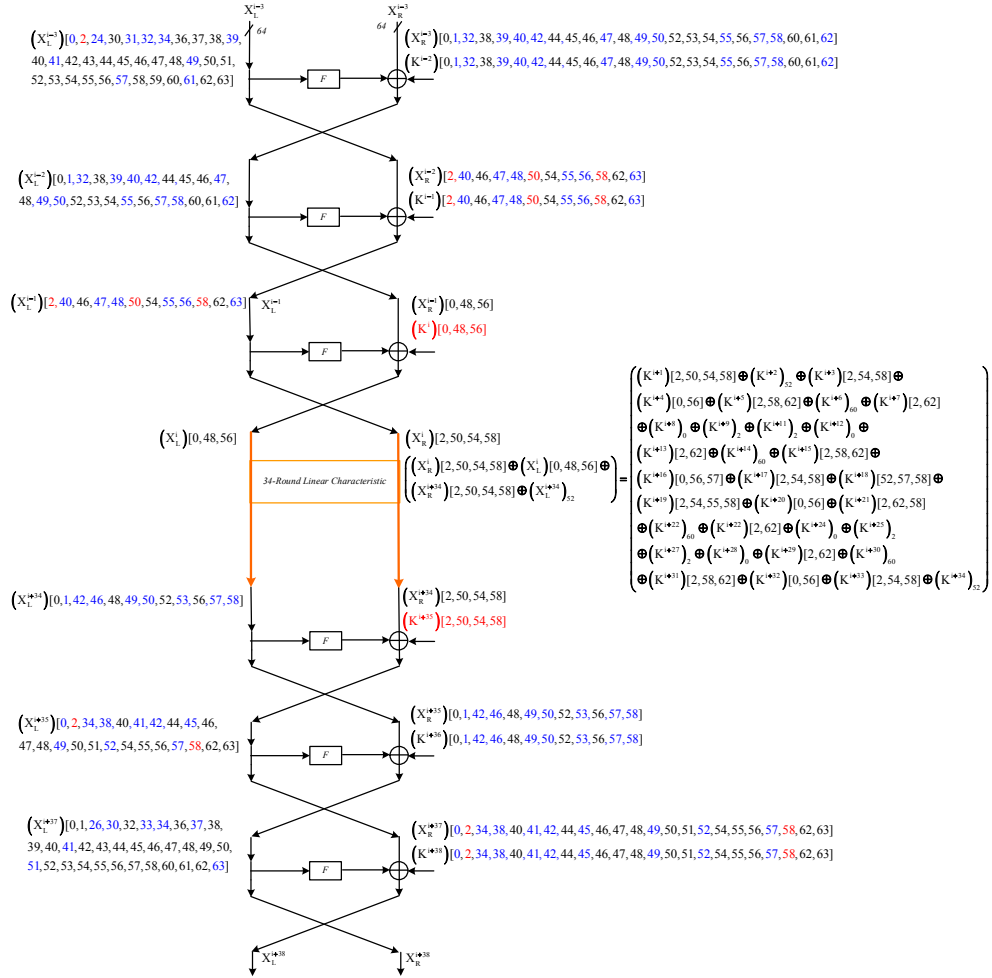 X_L^{i-3} X_R^{i-3}
64 64
(X_L^{i-3})[0,2,24,30,31,32,34,36,37,38,39,
40,41,42,43,44,45,46,47,48,49,50,51,
52,53,54,55,56,57,58,59,60,61,62,63]
(X_R^{i-3})[0,1,32,38,39,40,42,44,45,46,47,48,49,50,52,53,54,55,56,57,58,60,61,62]
(K^{i-2})[0,1,32,38,39,40,42,44,45,46,47,48,49,50,52,53,54,55,56,57,58,60,61,62]
F
(X_L^{i-2})[0,1,32,38,39,40,42,44,45,46,47,
48,49,50,52,53,54,55,56,57,58,60,61,62]
(X_R^{i-2})[2,40,46,47,48,50,54,55,56,58,62,63]
(K^{i-1})[2,40,46,47,48,50,54,55,56,58,62,63]
F
(X_L^{i-1})[2,40,46,47,48,50,54,55,56,58,62,63] X_L^{i-1}
(X_R^{i-1})[0,48,56]
(K^i)[0,48,56]
F
(X_L^i)[0,48,56]
(X_R^i)[2,50,54,58]
34-Round Linear Characteristic
((X_R^i)[2,50,54,58]⊕(X_L^i)[0,48,56]⊕
(X_R^{i+34})[2,50,54,58]⊕(X_L^{i+34})_52) =
((K^{i+1})[2,50,54,58]⊕(K^{i+2})_52⊕(K^{i+3})[2,54,58]⊕
(K^{i+4})[0,56]⊕(K^{i+5})[2,58,62]⊕(K^{i+6})_60⊕(K^{i+7})[2,62]
⊕(K^{i+8})_0⊕(K^{i+9})_2⊕(K^{i+11})_2⊕(K^{i+12})_0⊕
(K^{i+13})[2,62]⊕(K^{i+14})_60⊕(K^{i+15})[2,58,62]⊕
(K^{i+16})[0,56,57]⊕(K^{i+17})[2,54,58]⊕(K^{i+18})[52,57,58]⊕
(K^{i+19})[2,54,55,58]⊕(K^{i+20})[0,56]⊕(K^{i+21})[2,62,58]
⊕(K^{i+22})_60⊕(K^{i+22})[2,62]⊕(K^{i+24})_0⊕(K^{i+25})_2
⊕(K^{i+27})_2⊕(K^{i+28})_0⊕(K^{i+29})[2,62]⊕(K^{i+30})_60
⊕(K^{i+31})[2,58,62]⊕(K^{i+32})[0,56]⊕(K^{i+33})[2,54,58]⊕(K^{i+34})_52)
(X_L^{i+34})[0,1,42,46,48,49,50,52,53,56,57,58]
(X_R^{i+34})[2,50,54,58]
(K^{i+35})[2,50,54,58]
F
(X_L^{i+35})[0,2,34,38,40,41,42,44,45,46,
47,48,49,50,51,52,54,55,56,57,58,62,63]
(X_R^{i+35})[0,1,42,46,48,49,50,52,53,56,57,58]
(K^{i+36})[0,1,42,46,48,49,50,52,53,56,57,58]
F
(X_L^{i+37})[0,1,26,30,32,33,34,36,37,38,
39,40,41,42,43,44,45,46,47,48,49,50,
51,52,53,54,55,56,57,58,60,61,62,63]
(X_R^{i+37})[0,2,34,38,40,41,42,44,45,46,47,48,49,50,51,52,54,55,56,57,58,62,63]
(K^{i+38})[0,2,34,38,40,41,42,44,45,46,47,48,49,50,51,52,54,55,56,57,58,62,63]
F
X_L^{i+38} X_R^{i+38}